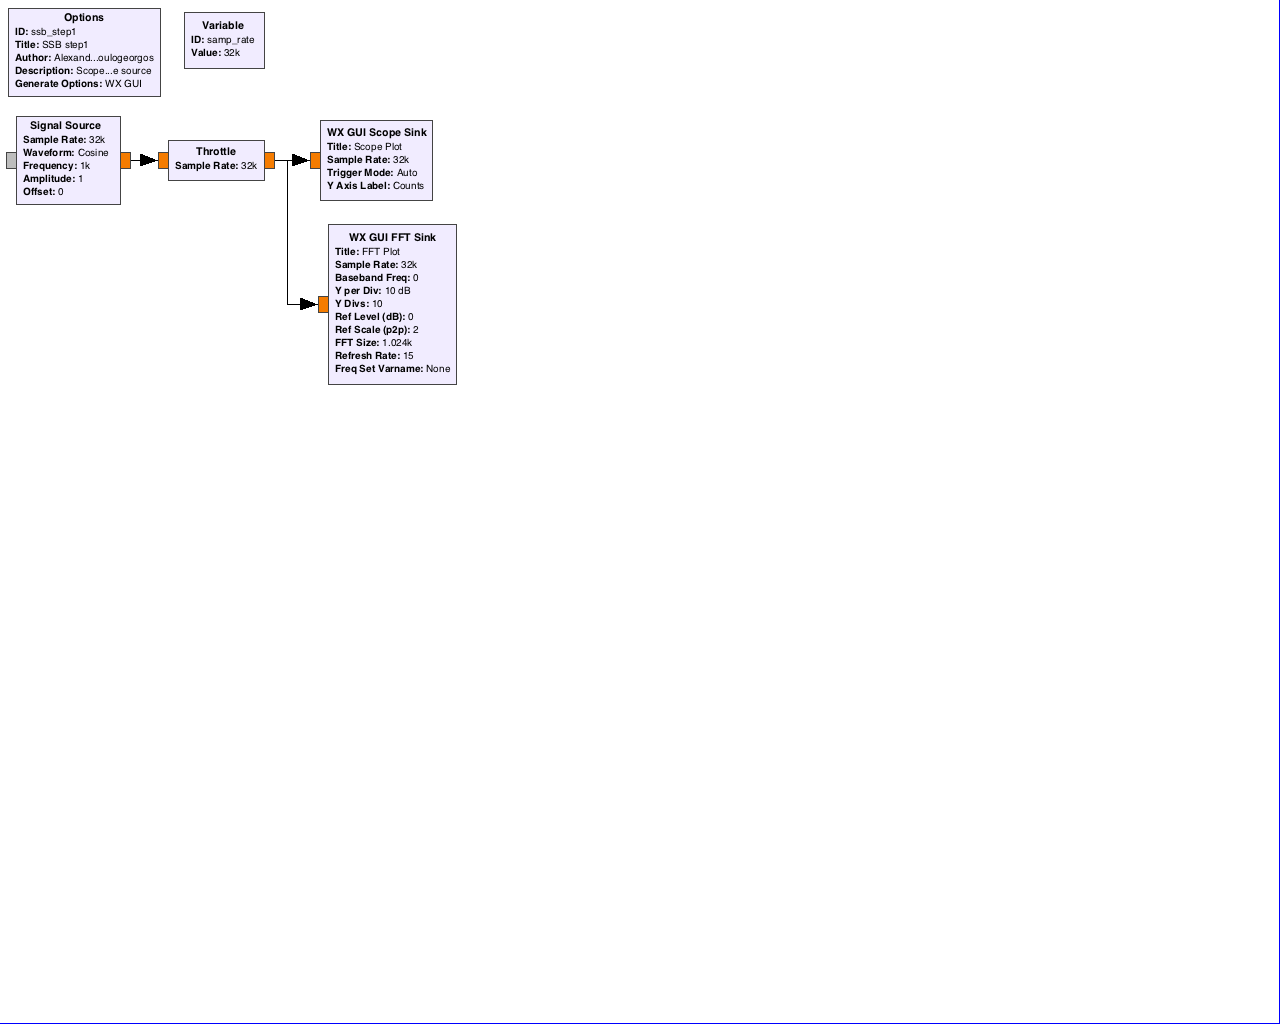 Options
ID: ssb_step1
Title: SSB step1
Author: Alexand...oulogeorgos
Description: Scope...e source
Generate Options: WX GUI
Variable
ID: samp_rate
Value: 32k
Signal Source
Sample Rate: 32k
Waveform: Cosine
Frequency: 1k
Amplitude: 1
Offset: 0
Throttle
Sample Rate: 32k
WX GUI Scope Sink
Title: Scope Plot
Sample Rate: 32k
Trigger Mode: Auto
Y Axis Label: Counts
WX GUI FFT Sink
Title: FFT Plot
Sample Rate: 32k
Baseband Freq: 0
Y per Div: 10 dB
Y Divs: 10
Ref Level (dB): 0
Ref Scale (p2p): 2
FFT Size: 1.024k
Refresh Rate: 15
Freq Set Varname: None